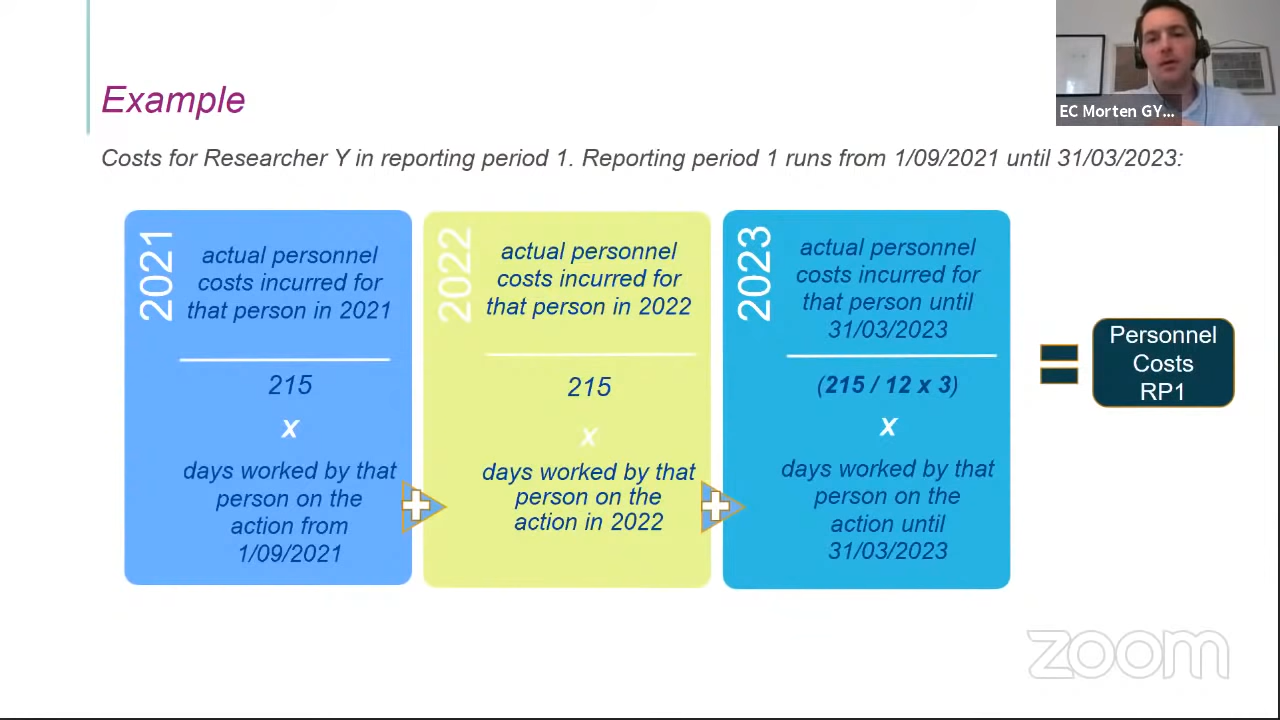 EC Morten GY...
Example
Costs for Researcher Y in reporting period 1. Reporting period 1 runs from 1/09/2021 until 31/03/2023:
2021
actual personnel
costs incurred for
that person in 2021
215
x
days worked by that
person on the
action from
1/09/2021
2022
actual personnel
costs incurred for
that person in 2022
215
x
days worked by that
person on the
action in 2022
2023
actual personnel
costs incurred for
that person until
31/03/2023
(215 / 12 x 3)
x
days worked by that
person on the
action until
31/03/2023
Personnel
Costs
RP1
zoom